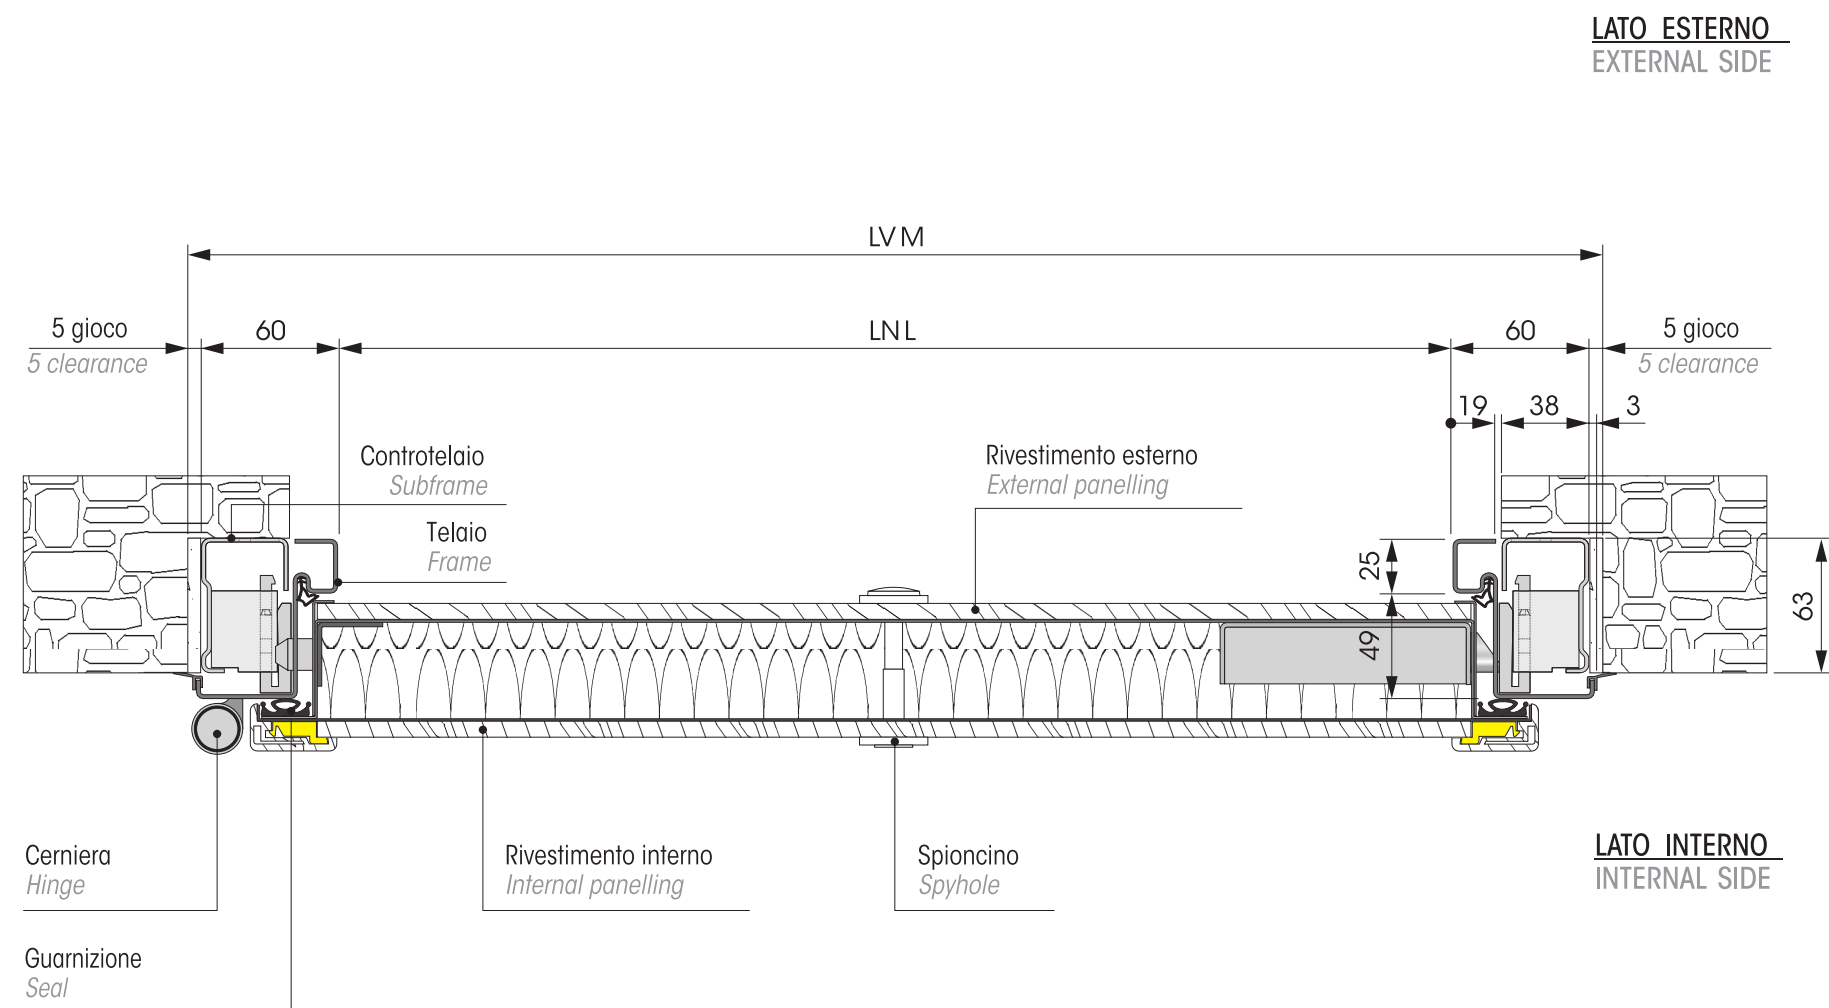 LATO ESTERNO
EXTERNAL SIDE
LVM
5 gioco
5 clearance
60
LNL
60
5 gioco
5 clearance
19
38
3
Controtelaio
Subframe
Rivestimento esterno
External panelling
Telaio
Frame
25
49
63
Cerniera
Hinge
Rivestimento interno
Internal panelling
Spioncino
Spyhole
LATO INTERNO
INTERNAL SIDE
Guarnizione
Seal